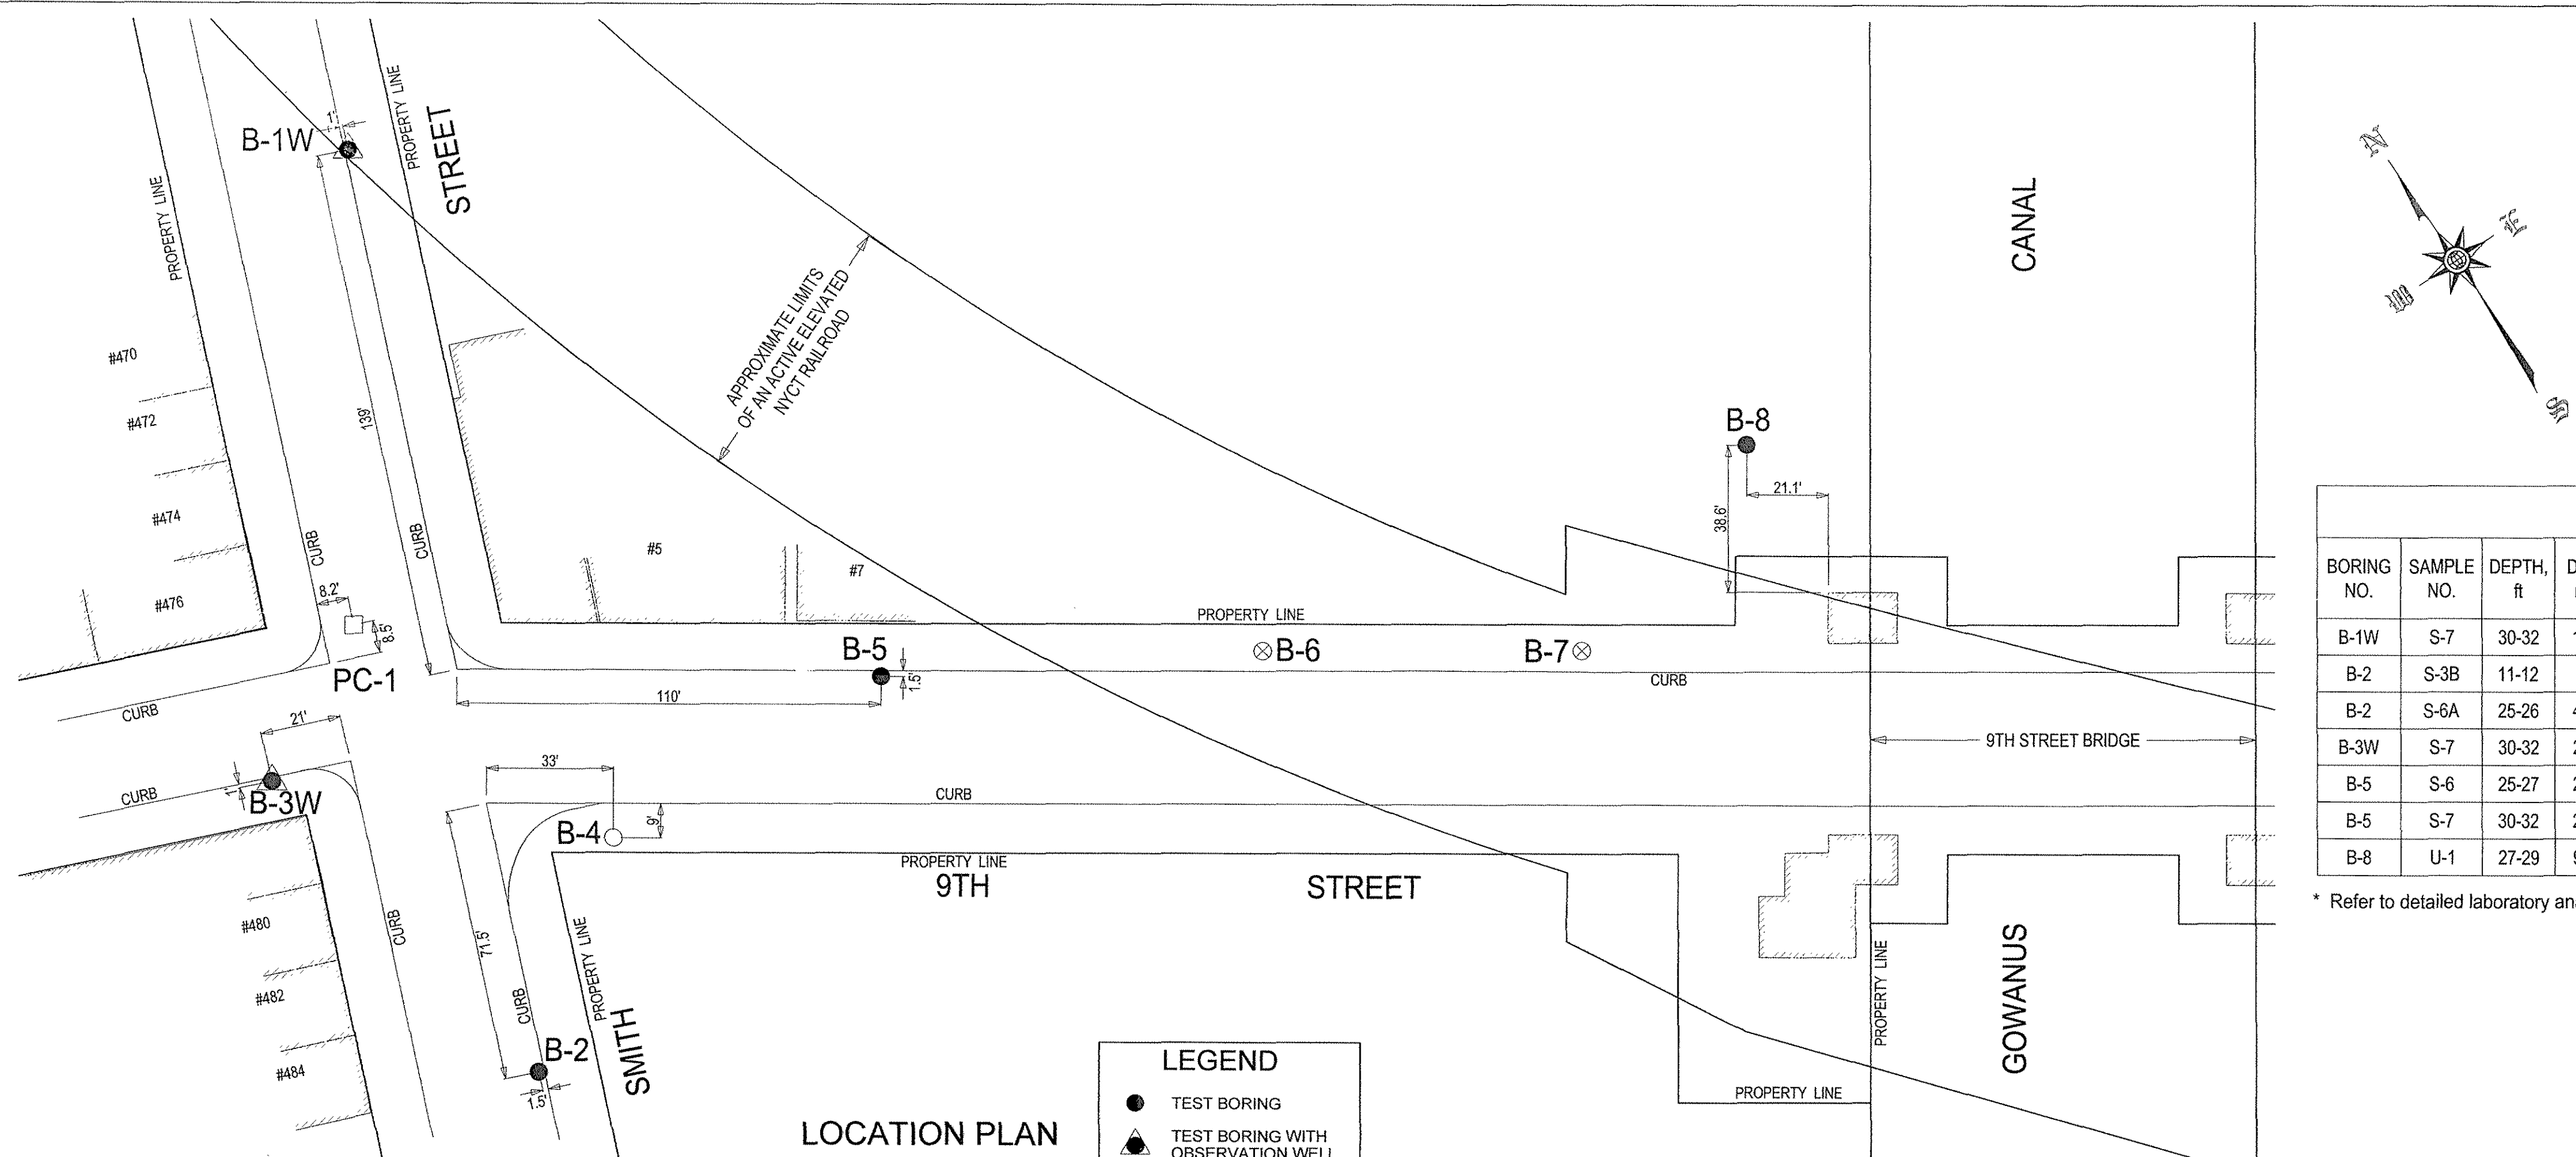 PROPERTY LINE
STREET
B-1W
1'
PROPERTY LINE
CANAL
N
E
W
S
APPROXIMATE LIMITS
OF AN ACTIVE ELEVATED
NYCT RAILROAD
#470
#472
#474
#476
139'
CURB
CURB
8.2'
8.5'
PC-1
#5
#7
B-8
21.1'
38.6'
PROPERTY LINE
B-5
1.5'
110'
B-6
B-7
CURB
CURB
21'
1'
B-3W
CURB
33'
9'
B-4
CURB
PROPERTY LINE
9TH STREET
9TH STREET BRIDGE
#480
#482
#484
CURB
71.5'
CURB
PROPERTY LINE
SMITH
B-2
1.5'
PROPERTY LINE
PROPERTY LINE
GOWANUS
LOCATION PLAN
LEGEND
TEST BORING
TEST BORING WITH
OBSERVATION WELL
BORING NO. SAMPLE NO. DEPTH, ft
B-1W S-7 30-32
B-2 S-3B 11-12
B-2 S-6A 25-26
B-3W S-7 30-32
B-5 S-6 25-27
B-5 S-7 30-32
B-8 U-1 27-29
* Refer to detailed laboratory